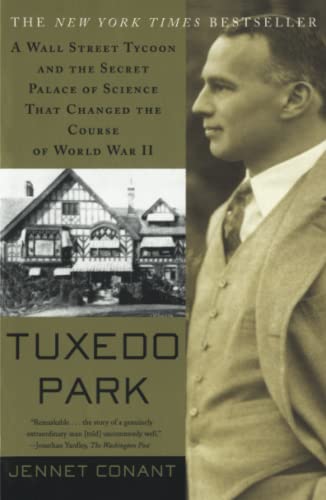 THE NEW YORK TIMES BESTSELLER
A WALL STREET TYCOON
AND THE SECRET
PALACE OF SCIENCE
THAT CHANGED THE
COURSE
OF WORLD WAR II
TUXEDO
PARK
"Remarkable . . . the story of a genuinely
extraordinary man [told] uncommonly well."
—Jonathan Yardley, The Washington Post
JENNET CONANT